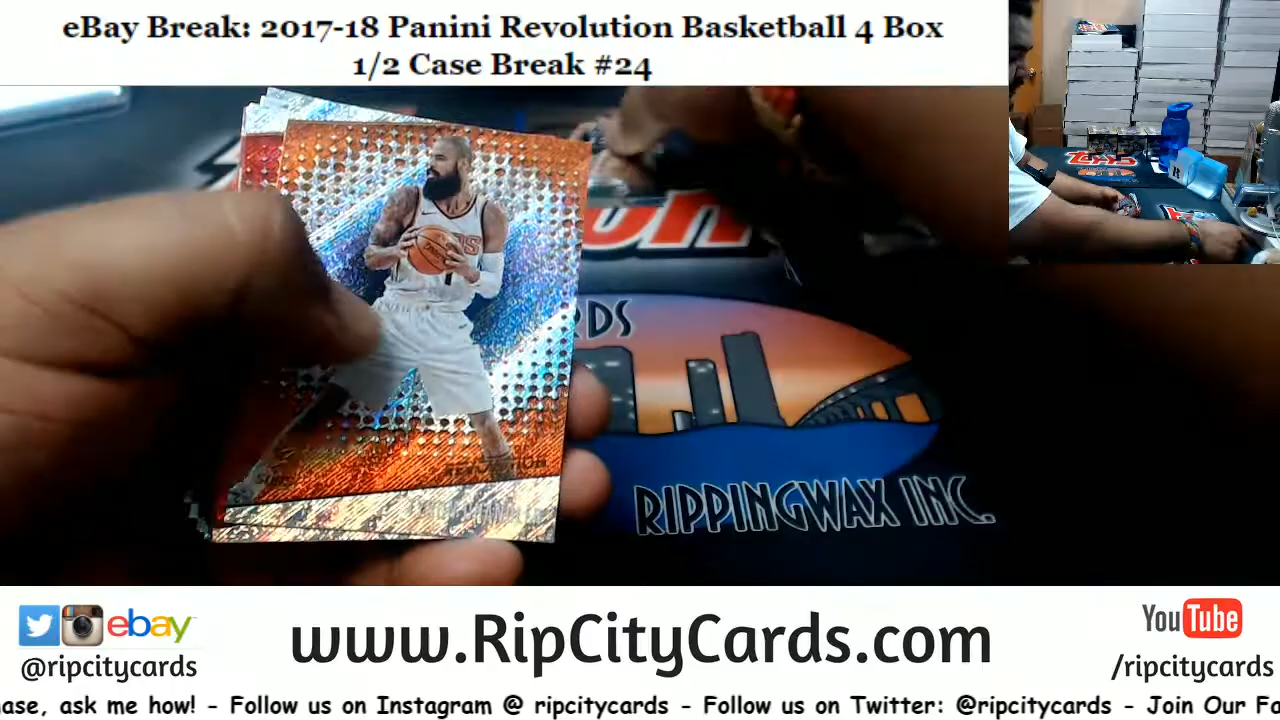 eBay Break: 2017-18 Panini Revolution Basketball 4 Box
1/2 Case Break #24
RDS
RIPPINGWAX INC.
ebay
@ripcitycards
www.RipCityCards.com
YouTube
/ripcitycards
ase, ask me how! - Follow us on Instagram @ ripcitycards - Follow us on Twitter: @ripcitycards - Join Our Fa